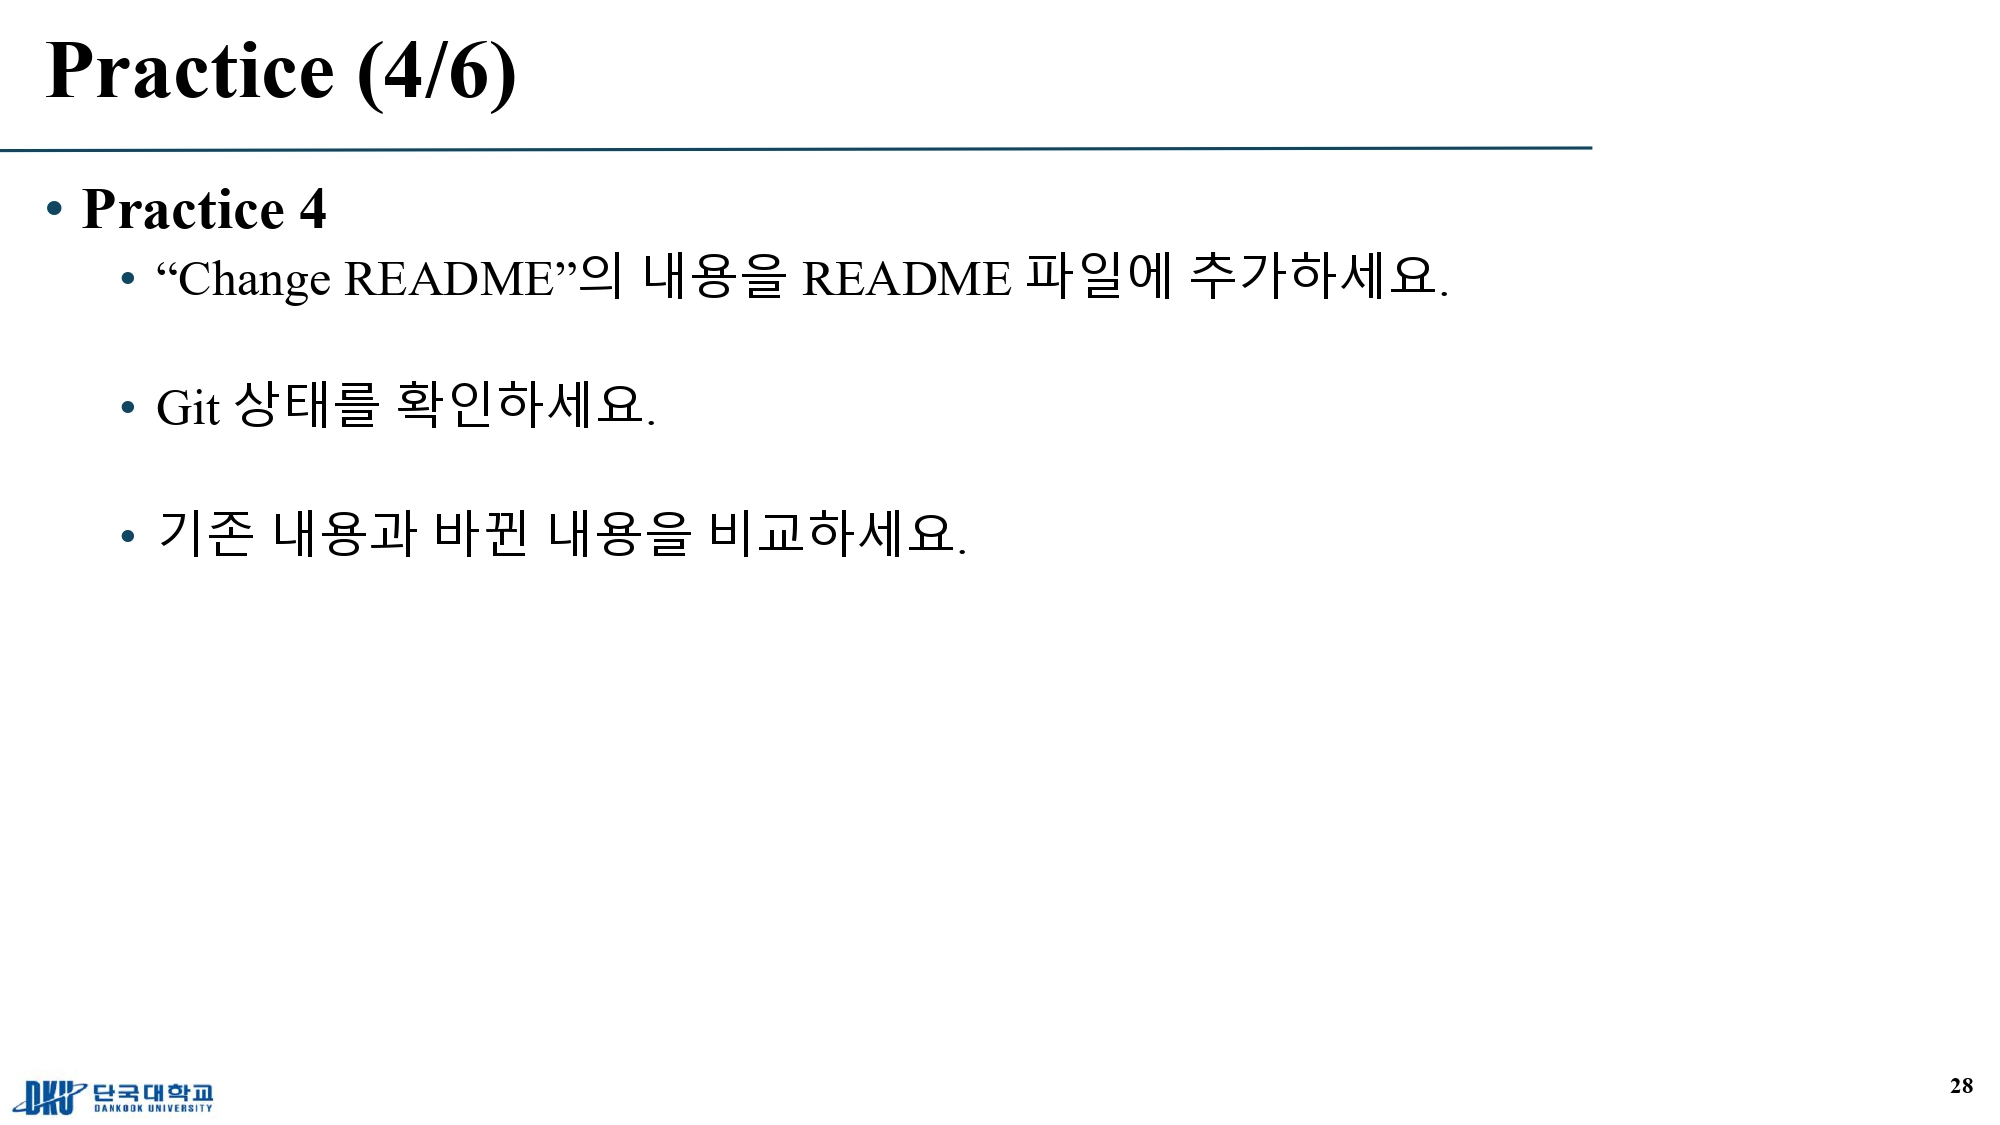 Practice (4/6)
• Practice 4
• “Change README”의 내용을 README 파일에 추가하세요.
• Git 상태를 확인하세요.
• 기존 내용과 바뀐 내용을 비교하세요.
DKU 단국대학교
DANKOOK UNIVERSITY
28